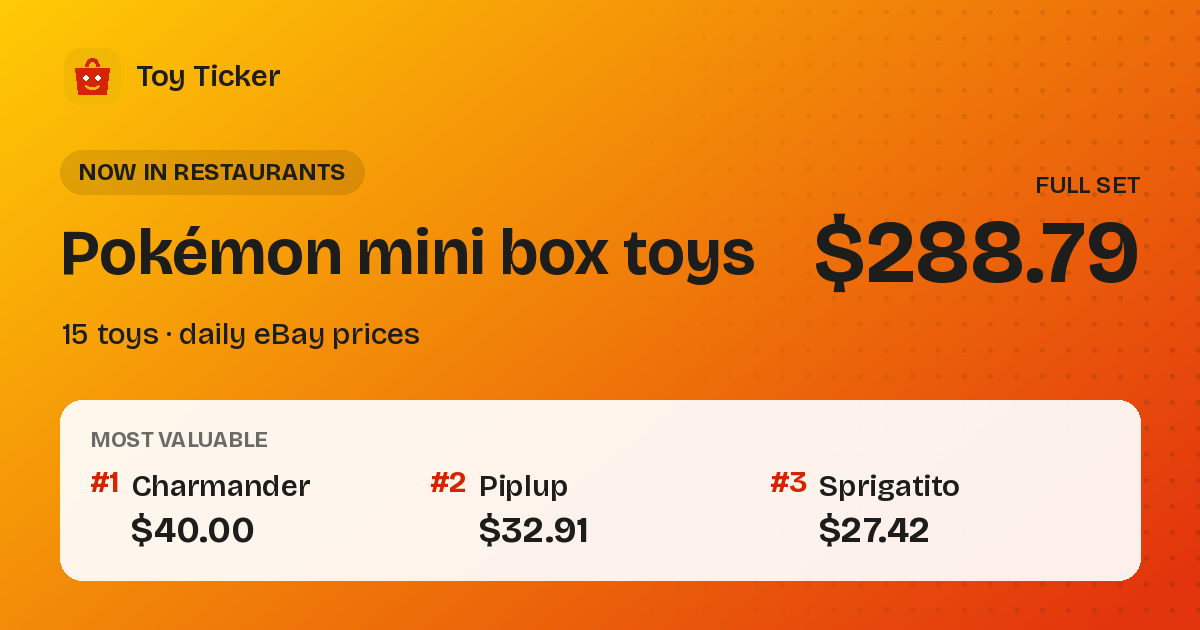 Toy Ticker
NOW IN RESTAURANTS
Pokémon mini box toys
15 toys · daily eBay prices
FULL SET
$288.79
MOST VALUABLE
#1 Charmander
$40.00
#2 Piplup
$32.91
#3 Sprigatito
$27.42